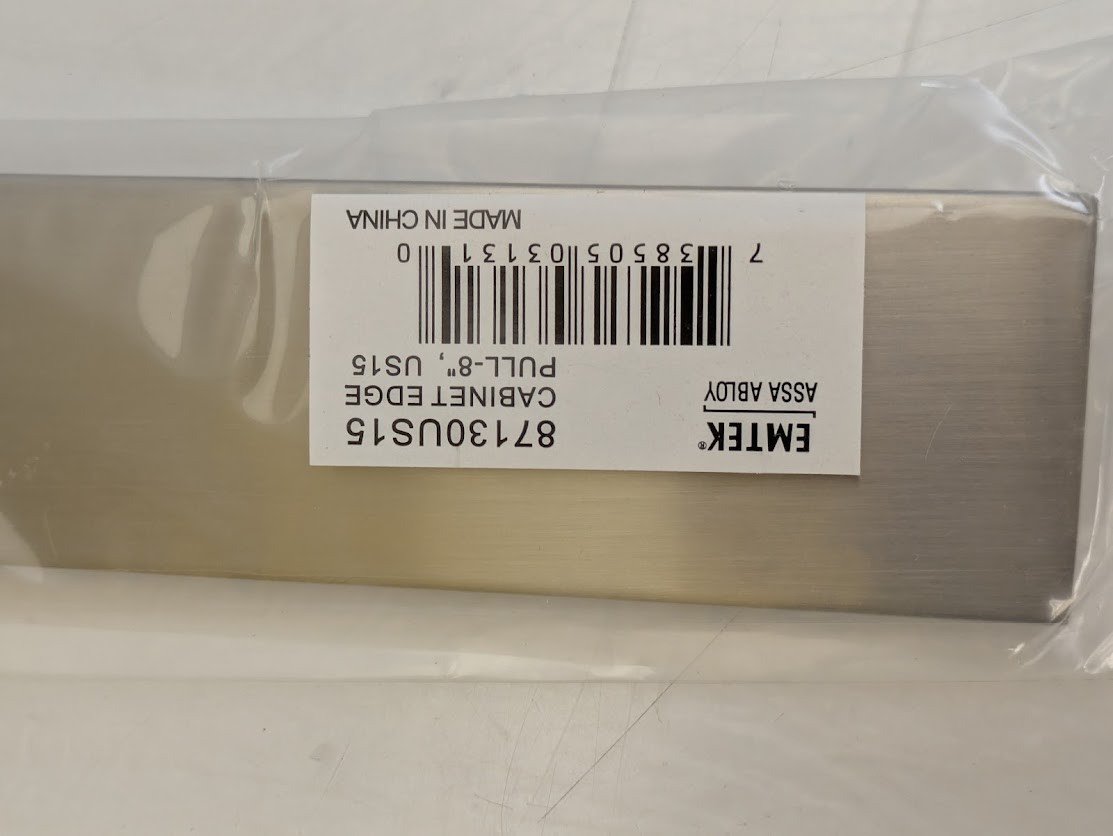 EMTEK®
ASSA ABLOY
87130US15
CABINET EDGE
PULL-8", US15
7 38505 03131 0
MADE IN CHINA